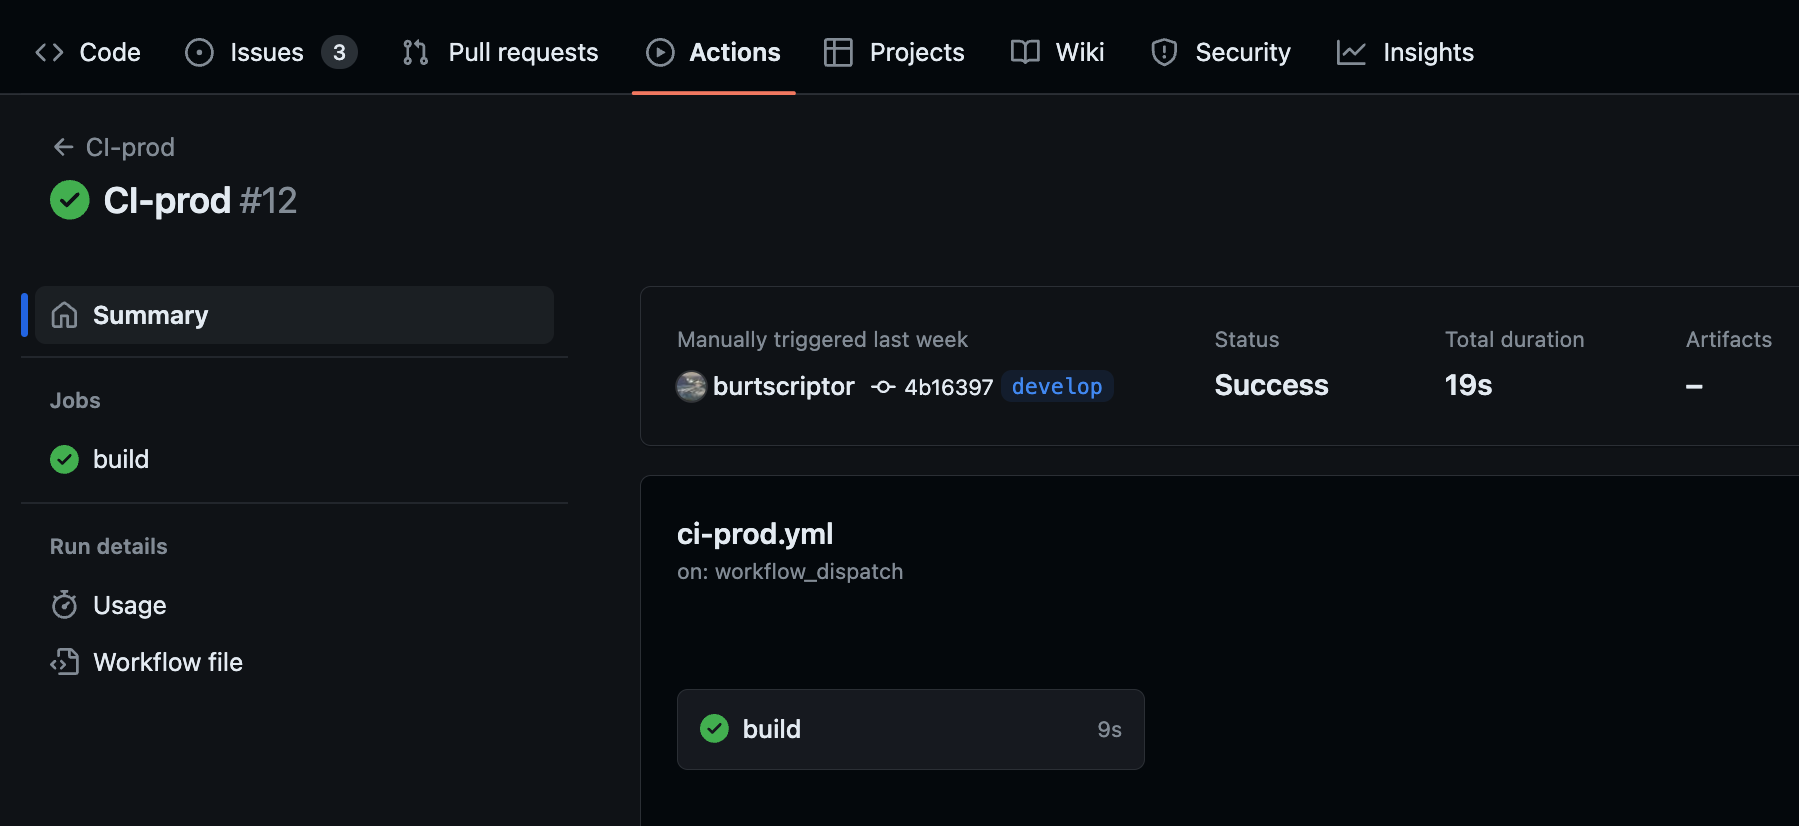 Code Issues 3 Pull requests Actions Projects Wiki Security Insights
CI-prod
CI-prod #12
Summary
Jobs
build
Run details
Usage
Workflow file
Manually triggered last week
burtscriptor 4b16397 develop
Status
Success
Total duration
19s
Artifacts
–
ci-prod.yml
on: workflow_dispatch
build 9s